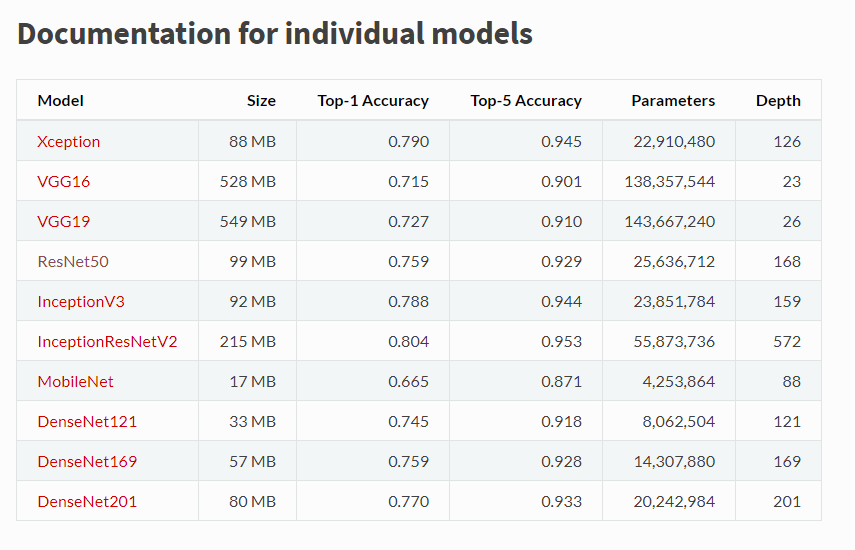 Documentation for individual models
Model Size Top-1 Accuracy Top-5 Accuracy Parameters Depth
Xception 88 MB 0.790 0.945 22,910,480 126
VGG16 528 MB 0.715 0.901 138,357,544 23
VGG19 549 MB 0.727 0.910 143,667,240 26
ResNet50 99 MB 0.759 0.929 25,636,712 168
InceptionV3 92 MB 0.788 0.944 23,851,784 159
InceptionResNetV2 215 MB 0.804 0.953 55,873,736 572
MobileNet 17 MB 0.665 0.871 4,253,864 88
DenseNet121 33 MB 0.745 0.918 8,062,504 121
DenseNet169 57 MB 0.759 0.928 14,307,880 169
DenseNet201 80 MB 0.770 0.933 20,242,984 201